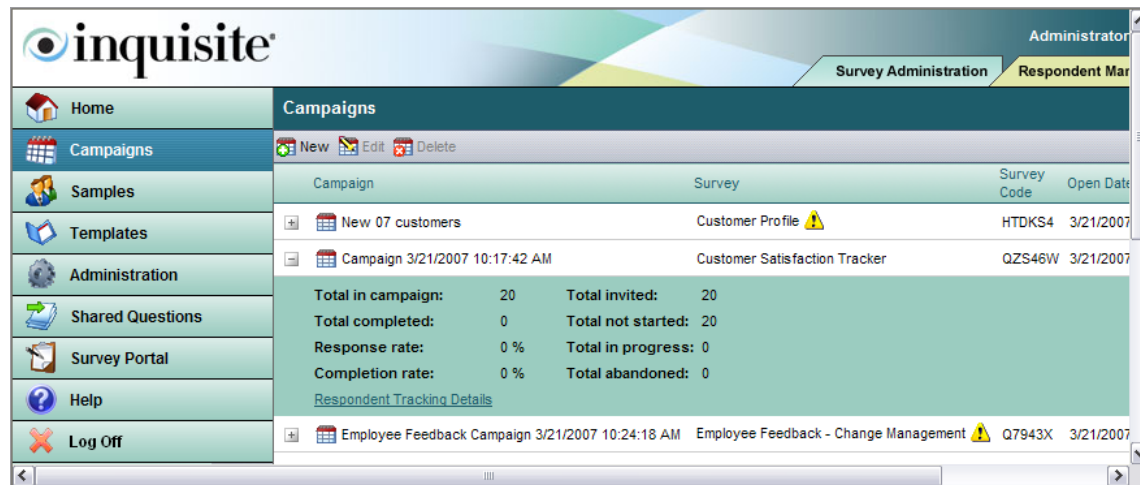 inquisite
Administrator
Survey Administration
Respondent Mar
Home
Campaigns
Samples
Templates
Administration
Shared Questions
Survey Portal
Help
Log Off
Campaigns
New Edit Delete
Campaign Survey Survey Code Open Date
New 07 customers Customer Profile HTDKS4 3/21/2007
Campaign 3/21/2007 10:17:42 AM Customer Satisfaction Tracker QZS46W 3/21/2007
Total in campaign: 20 Total invited: 20
Total completed: 0 Total not started: 20
Response rate: 0 % Total in progress: 0
Completion rate: 0 % Total abandoned: 0
Respondent Tracking Details
Employee Feedback Campaign 3/21/2007 10:24:18 AM Employee Feedback - Change Management Q7943X 3/21/2007